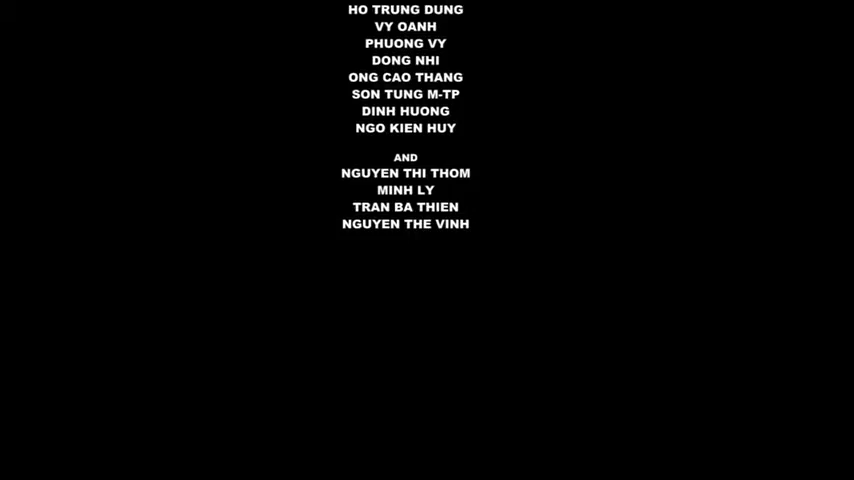 HO TRUNG DUNG
VY OANH
PHUONG VY
DONG NHI
ONG CAO THANG
SON TUNG M-TP
DINH HUONG
NGO KIEN HUY
AND
NGUYEN THI THOM
MINH LY
TRAN BA THIEN
NGUYEN THE VINH